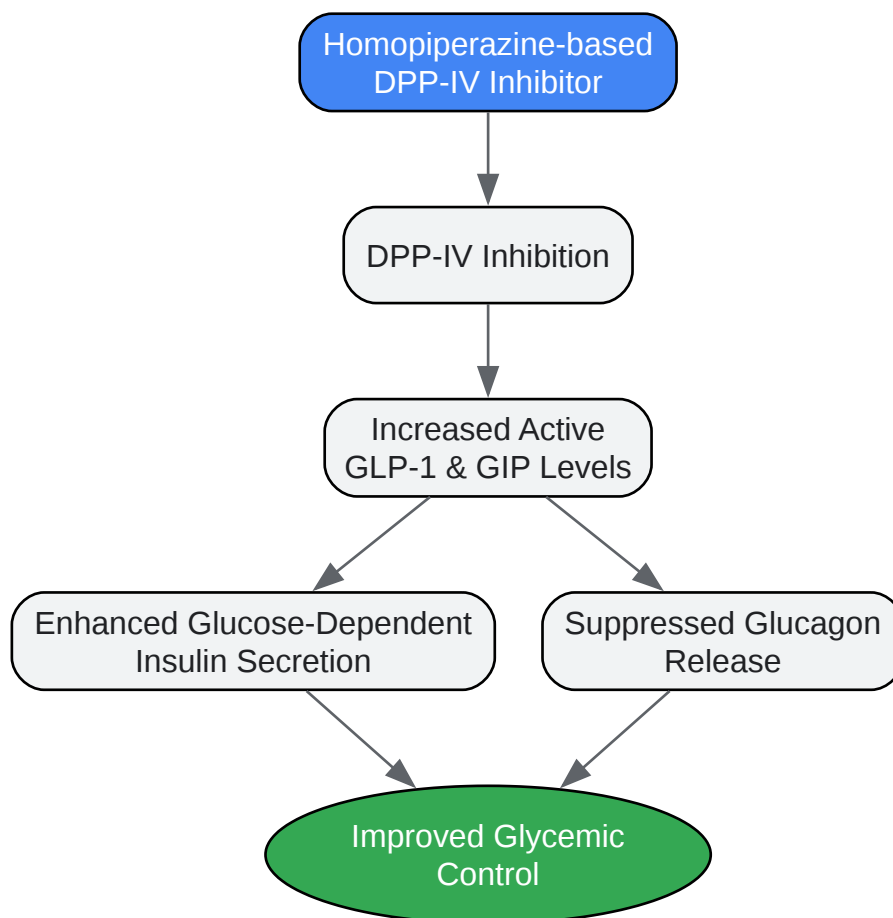 Homopiperazine-based
DPP-IV Inhibitor
DPP-IV Inhibition
Increased Active
GLP-1 & GIP Levels
Enhanced Glucose-Dependent
Insulin Secretion
Suppressed Glucagon
Release
Improved Glycemic
Control